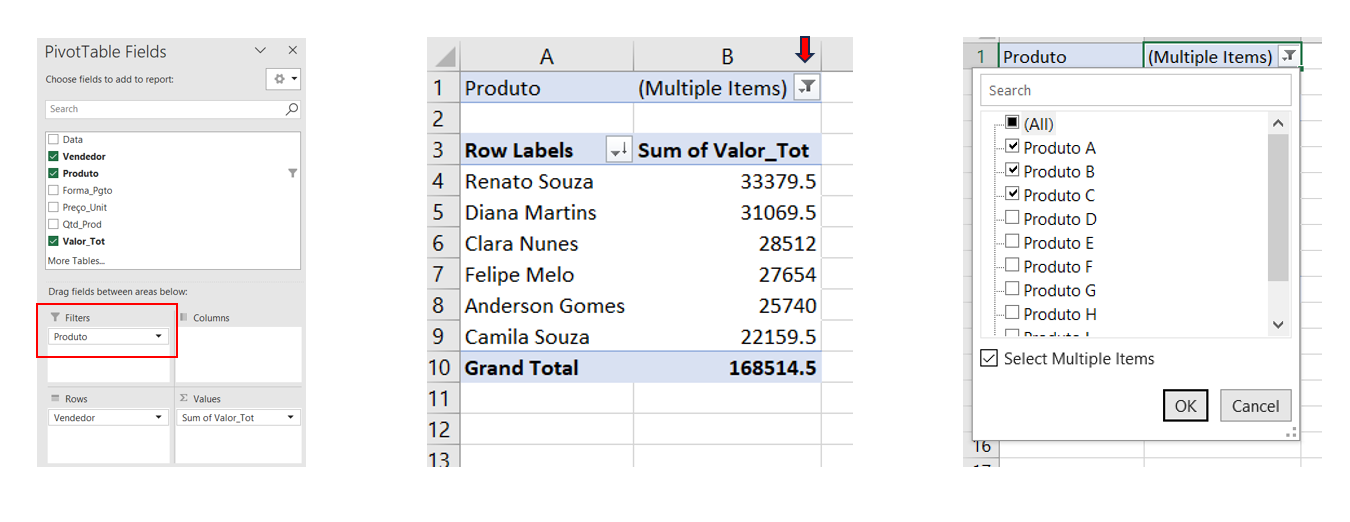 PivotTable Fields
Choose fields to add to report:
Search
Data
Vendedor
Produto
Forma_Pgto
Preço_Unit
Qtd_Prod
Valor_Tot
More Tables...
Drag fields between areas below:
Filters
Columns
Produto
Rows
Σ Values
Vendedor
Sum of Valor_Tot
A B
1 Produto (Multiple Items)
2
3 Row Labels Sum of Valor_Tot
4 Renato Souza 33379.5
5 Diana Martins 31069.5
6 Clara Nunes 28512
7 Felipe Melo 27654
8 Anderson Gomes 25740
9 Camila Souza 22159.5
10 Grand Total 168514.5
11
12
13
1 Produto (Multiple Items)
Search
(All)
Produto A
Produto B
Produto C
Produto D
Produto E
Produto F
Produto G
Produto H
Select Multiple Items
OK Cancel
16